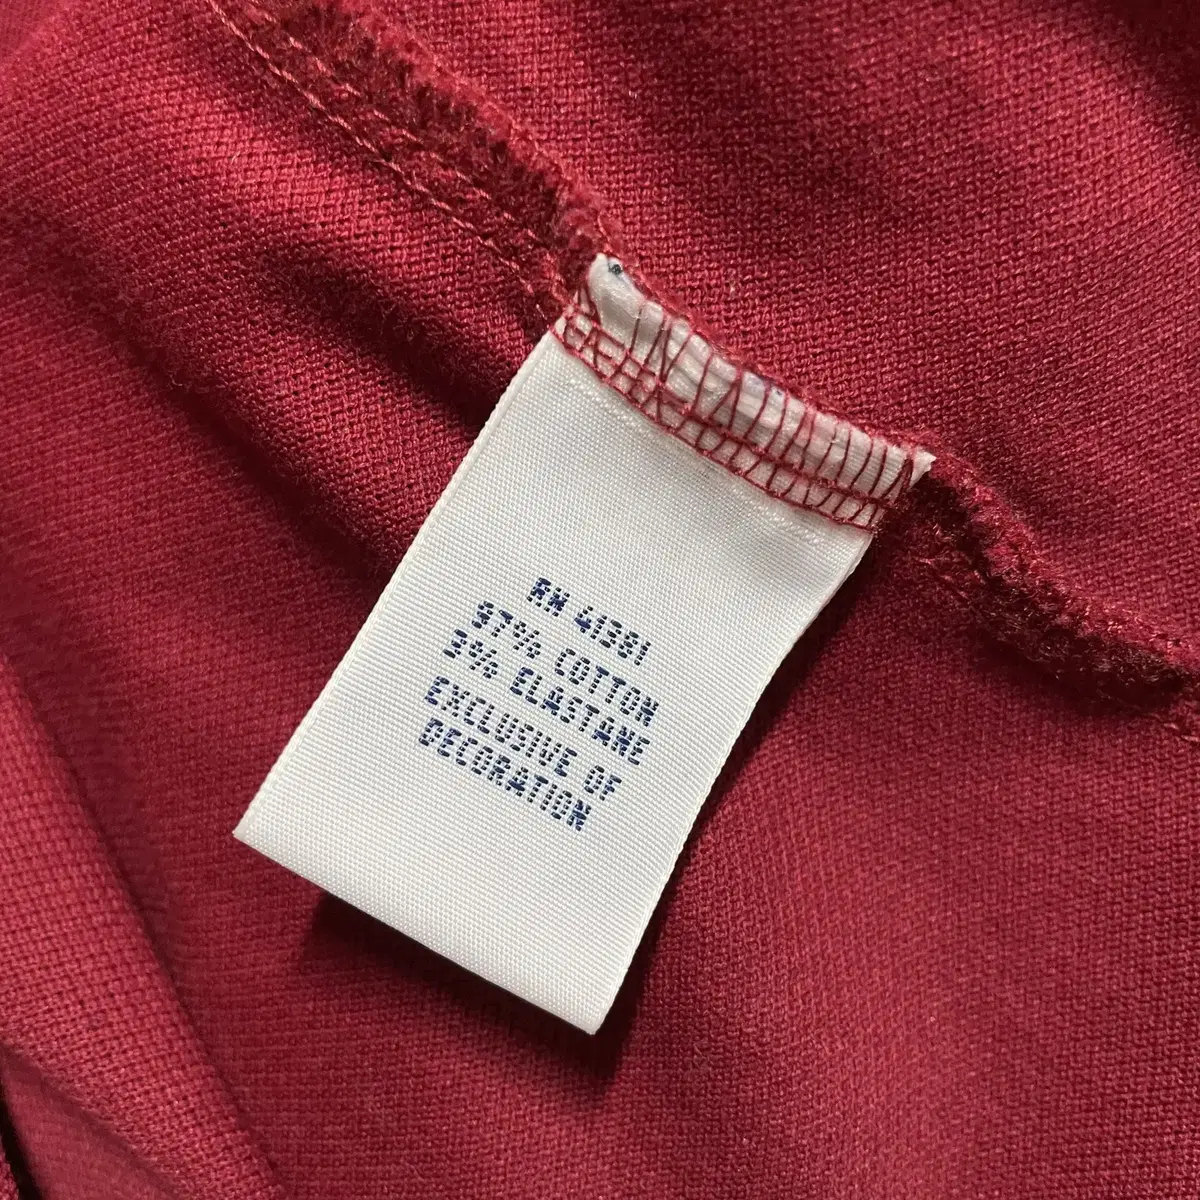 RN 41381
97% COTTON
3% ELASTANE
EXCLUSIVE OF
DECORATION